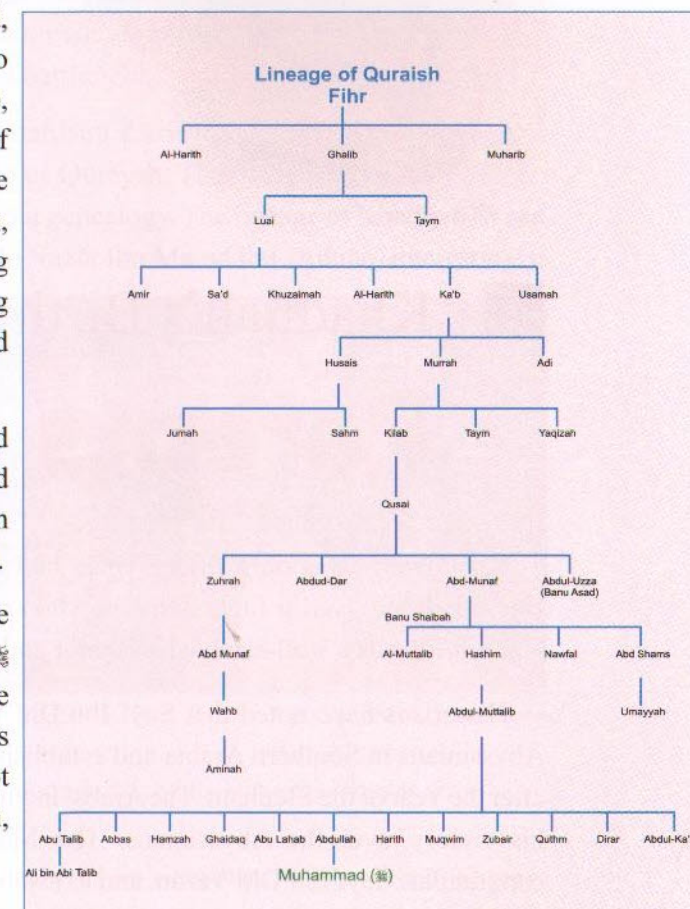 Lineage of Quraish
Fihr
Al-Harith Ghalib Muharib
Luai Taym
Amir Sa'd Khuzaimah Al-Harith Ka'b Usamah
Husais Murrah Adi
Jumah Sahm Kilab Taym Yaqizah
Qusai
Zuhrah Abdud-Dar Abd-Munaf Abdul-Uzza
(Banu Asad)
Banu Shaibah
Abd Munaf Al-Muttalib Hashim Nawfal Abd Shams
Wahb Abdul-Muttalib Umayyah
Aminah
Abu Talib Abbas Hamzah Ghaidaq Abu Lahab Abdullah Harith Muqwim Zubair Quthm Dirar Abdul-Ka'
Ali bin Abi Talib Muhammad (ﷺ)